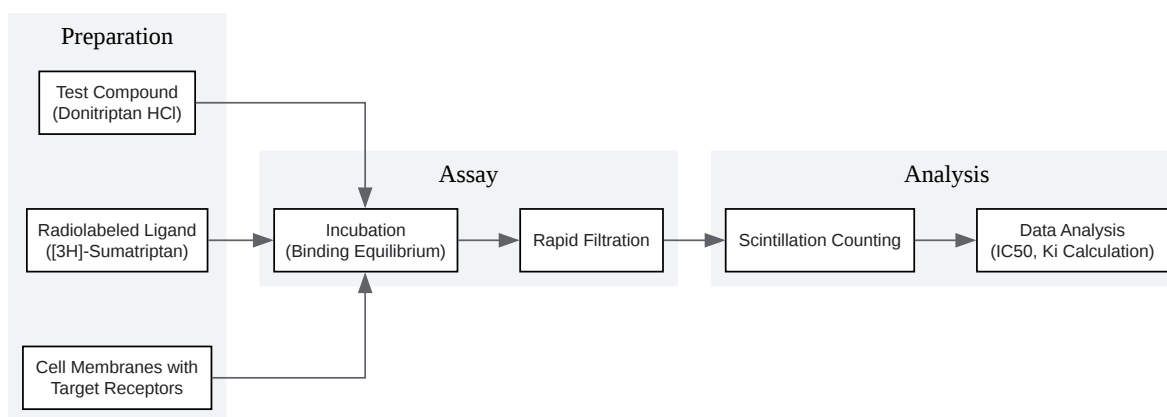 Preparation
Test Compound
(Donitriptan HCl)
Radiolabeled Ligand
([3H]-Sumatriptan)
Cell Membranes with
Target Receptors
Assay
Incubation
(Binding Equilibrium)
Rapid Filtration
Analysis
Scintillation Counting
Data Analysis
(IC50, Ki Calculation)